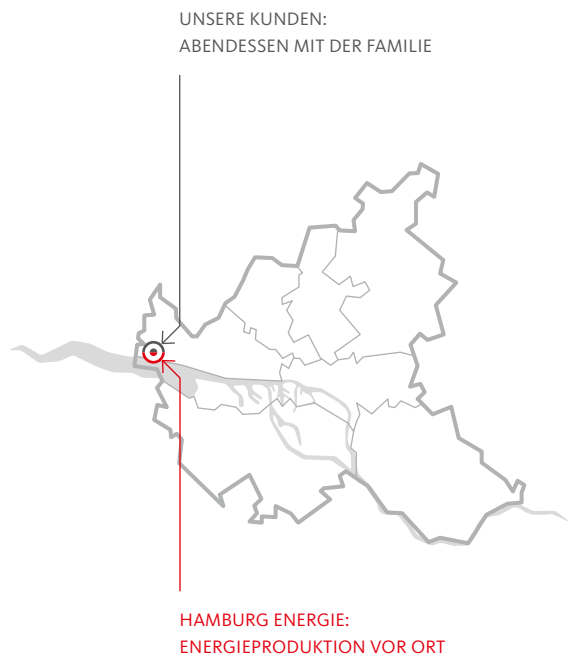 UNSERE KUNDEN:
ABENDESSEN MIT DER FAMILIE
HAMBURG ENERGIE:
ENERGIEPRODUKTION VOR ORT